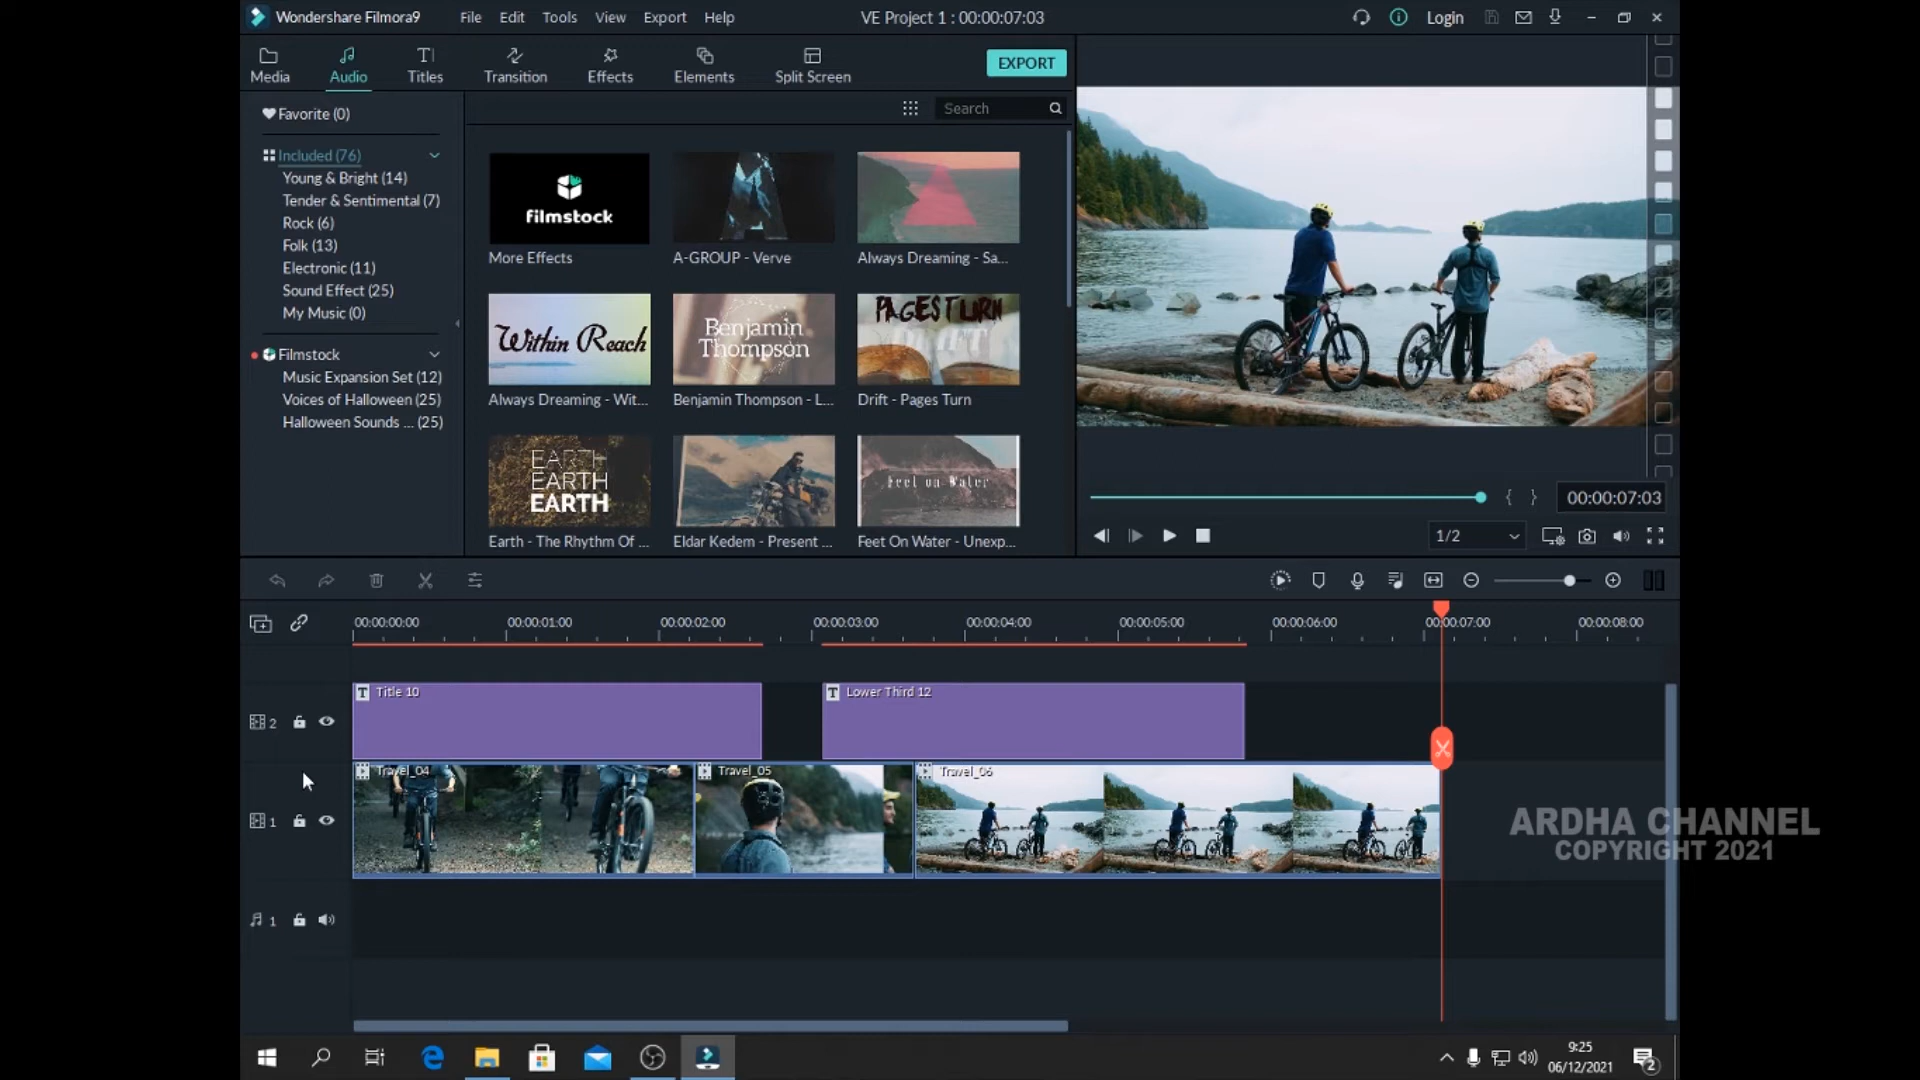 Wondershare Filmora9
File Edit Tools View Export Help
VE Project 1 : 00:00:07:03
Login
Media Audio Titles Transition Effects Elements Split Screen
EXPORT
Favorite (0)
Search
Included (76)
Young & Bright (14)
Tender & Sentimental (7)
Rock (6)
Folk (13)
Electronic (11)
Sound Effect (25)
My Music (0)
Filmstock
Music Expansion Set (12)
Voices of Halloween (25)
Halloween Sounds ... (25)
filmstock
More Effects
A-GROUP - Verve
Always Dreaming - Sa...
Within Reach
Benjamin
Thompson
PAGES TURN
Always Dreaming - Wit...
Benjamin Thompson - L...
Drift - Pages Turn
EARTH
EARTH
EARTH
Feet on Water
Earth - The Rhythm Of ...
Eldar Kedem - Present ...
Feet On Water - Unexp...
{ }
00:00:07:03
1/2
00:00:00:00 00:00:01:00 00:00:02:00 00:00:03:00 00:00:04:00 00:00:05:00 00:00:06:00 00:00:07:00 00:00:08:00
T Title 10
T Lower Third 12
2
Travel_04
Travel_05
Travel_06
1
ARDHA CHANNEL
COPYRIGHT 2021
1
9:25
06/12/2021
2